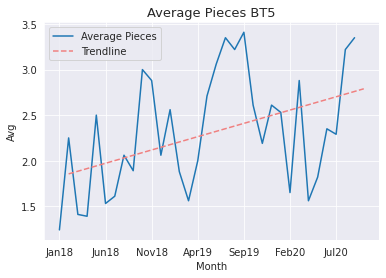 Average Pieces BT5
Average Pieces
Trendline
3.5
3.0
2.5
2.0
1.5
Avg
Jan18 Jun18 Nov18 Apr19 Sep19 Feb20 Jul20
Month